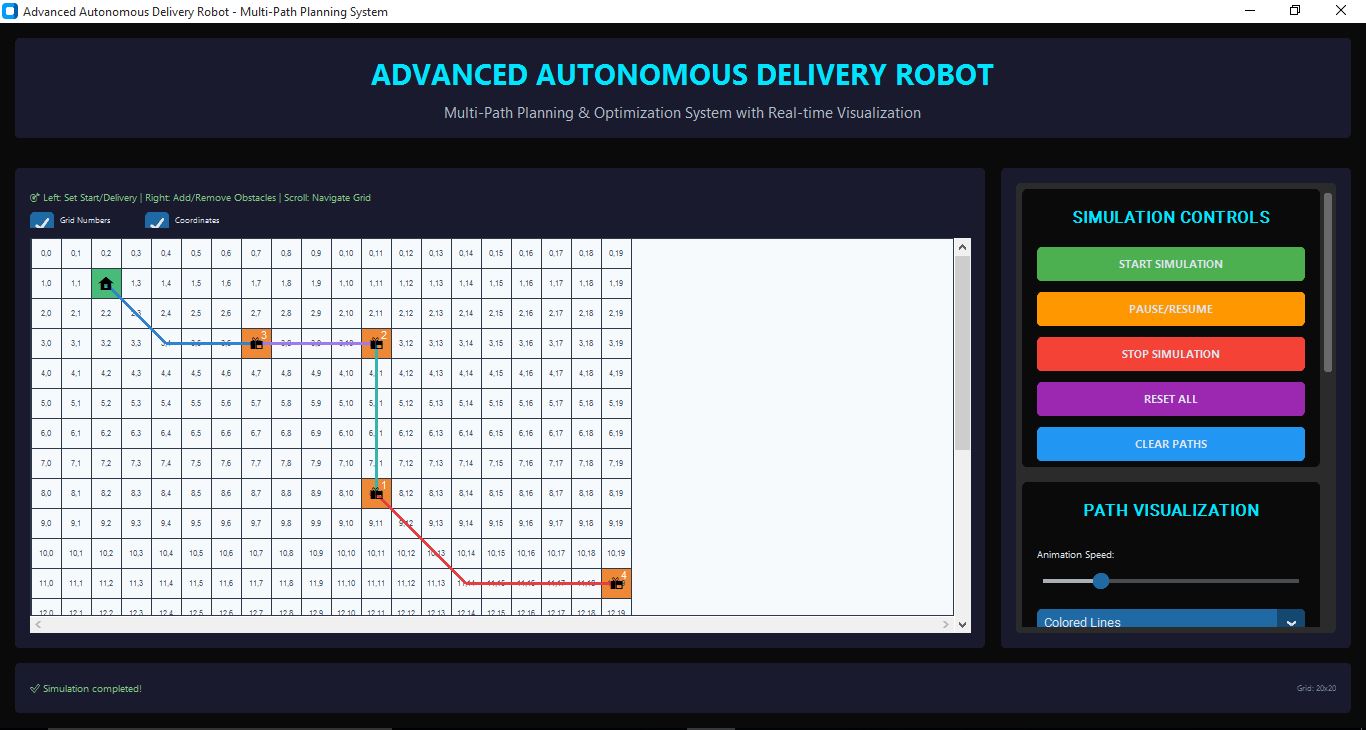 Advanced Autonomous Delivery Robot - Multi-Path Planning System
ADVANCED AUTONOMOUS DELIVERY ROBOT
Multi-Path Planning & Optimization System with Real-time Visualization
Left: Set Start/Delivery | Right: Add/Remove Obstacles | Scroll: Navigate Grid
Grid Numbers Coordinates
0,0 0,1 0,2 0,3 0,4 0,5 0,6 0,7 0,8 0,9 0,10 0,11 0,12 0,13 0,14 0,15 0,16 0,17 0,18 0,19
1,0 1,1 1,3 1,4 1,5 1,6 1,7 1,8 1,9 1,10 1,11 1,12 1,13 1,14 1,15 1,16 1,17 1,18 1,19
2,0 2,1 2,2 2,3 2,4 2,5 2,6 2,7 2,8 2,9 2,10 2,11 2,12 2,13 2,14 2,15 2,16 2,17 2,18 2,19
3,0 3,1 3,2 3,3 3,4 3,5 3,6 3 3,8 3,9 3,10 2 3,12 3,13 3,14 3,15 3,16 3,17 3,18 3,19
4,0 4,1 4,2 4,3 4,4 4,5 4,6 4,7 4,8 4,9 4,10 4,11 4,12 4,13 4,14 4,15 4,16 4,17 4,18 4,19
5,0 5,1 5,2 5,3 5,4 5,5 5,6 5,7 5,8 5,9 5,10 5,11 5,12 5,13 5,14 5,15 5,16 5,17 5,18 5,19
6,0 6,1 6,2 6,3 6,4 6,5 6,6 6,7 6,8 6,9 6,10 6,11 6,12 6,13 6,14 6,15 6,16 6,17 6,18 6,19
7,0 7,1 7,2 7,3 7,4 7,5 7,6 7,7 7,8 7,9 7,10 7,11 7,12 7,13 7,14 7,15 7,16 7,17 7,18 7,19
8,0 8,1 8,2 8,3 8,4 8,5 8,6 8,7 8,8 8,9 8,10 1 8,12 8,13 8,14 8,15 8,16 8,17 8,18 8,19
9,0 9,1 9,2 9,3 9,4 9,5 9,6 9,7 9,8 9,9 9,10 9,11 9,12 9,13 9,14 9,15 9,16 9,17 9,18 9,19
10,0 10,1 10,2 10,3 10,4 10,5 10,6 10,7 10,8 10,9 10,10 10,11 10,12 10,13 10,14 10,15 10,16 10,17 10,18 10,19
11,0 11,1 11,2 11,3 11,4 11,5 11,6 11,7 11,8 11,9 11,10 11,11 11,12 11,13 11,14 11,15 11,16 11,17 11,18 4
12,0 12,1 12,2 12,3 12,4 12,5 12,6 12,7 12,8 12,9 12,10 12,11 12,12 12,13 12,14 12,15 12,16 12,17 12,18 12,19
SIMULATION CONTROLS
START SIMULATION
PAUSE/RESUME
STOP SIMULATION
RESET ALL
CLEAR PATHS
PATH VISUALIZATION
Animation Speed:
Colored Lines
Simulation completed!
Grid: 20x20